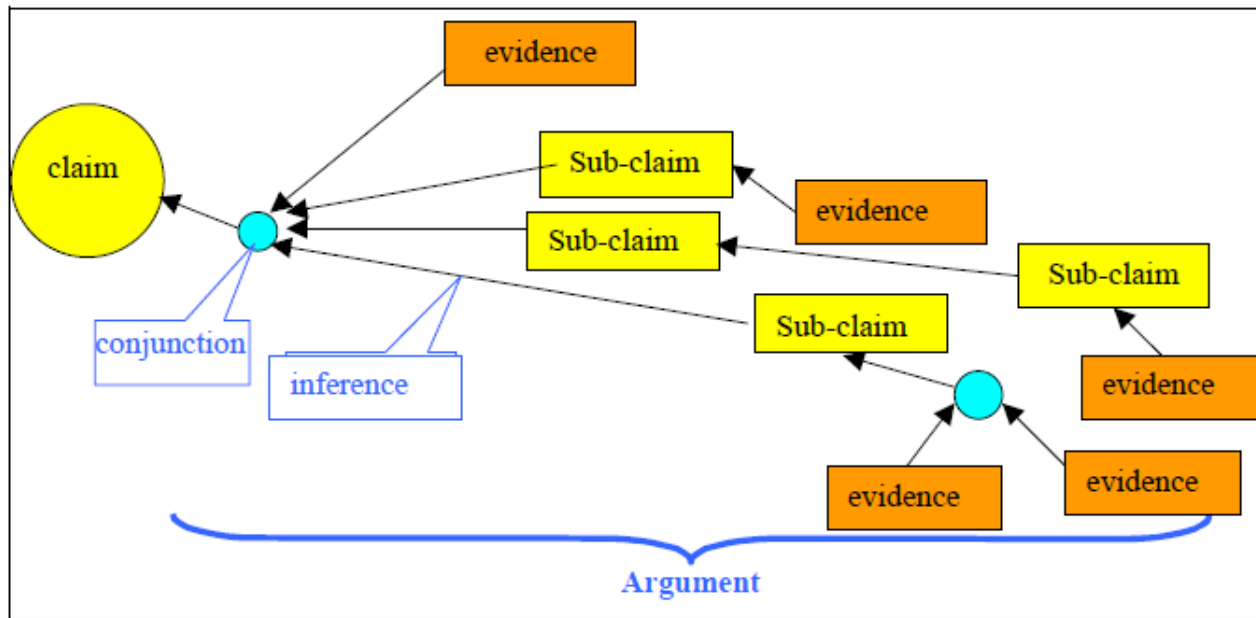 evidence
claim
Sub-claim
evidence
Sub-claim
Sub-claim
Sub-claim
conjunction
inference
evidence
evidence
evidence
Argument